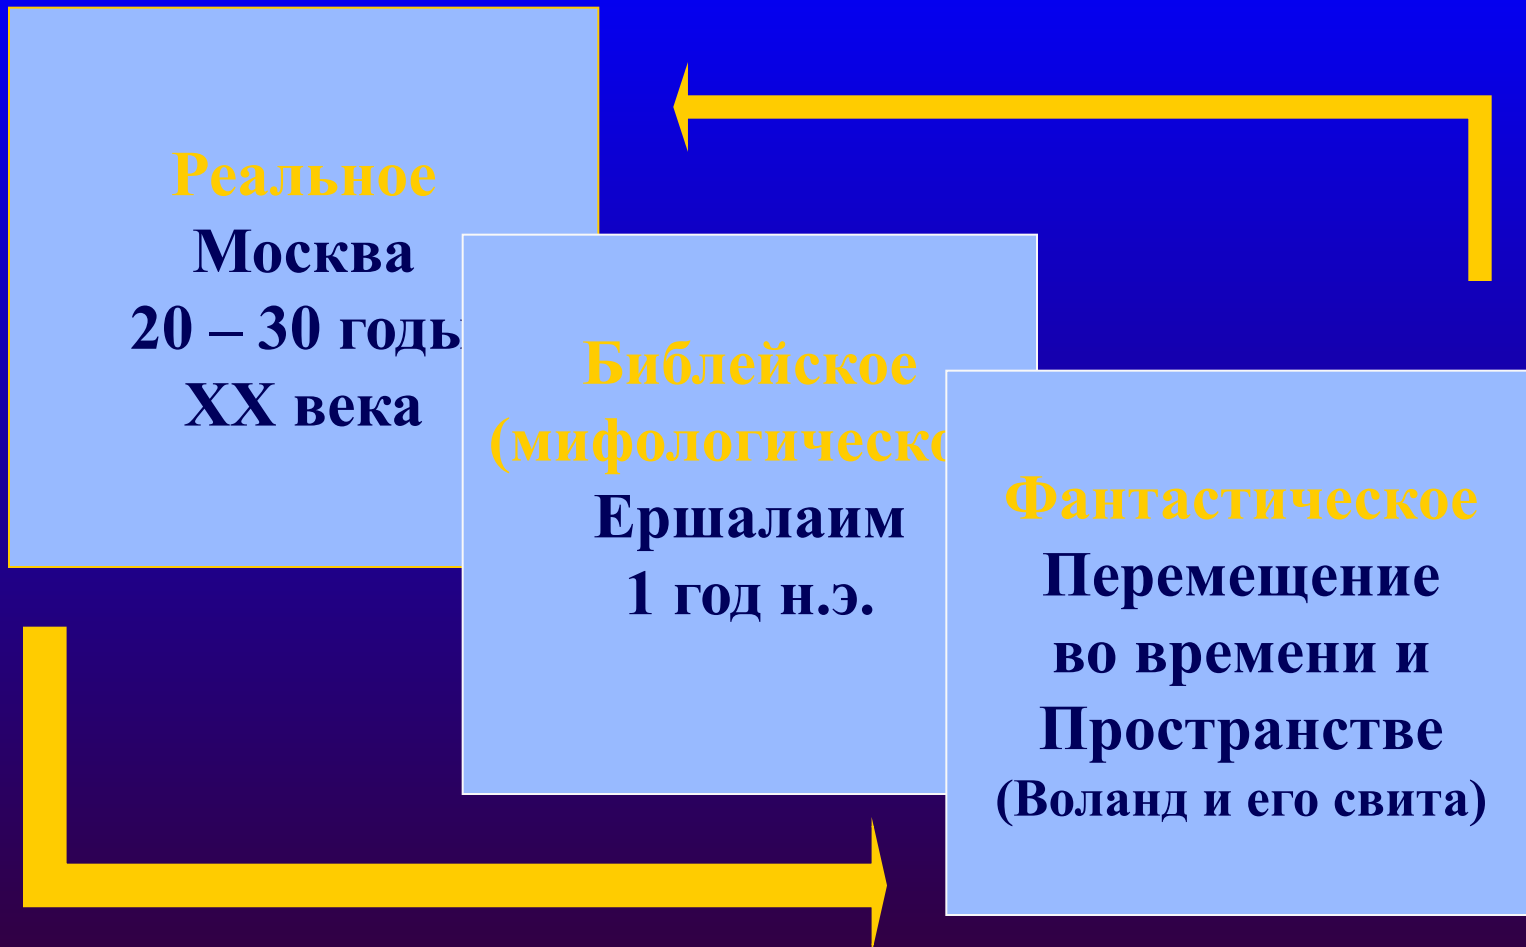 Реальное
Москва
20 – 30 годы
XX века
Библейское
(мифологическо
Ершалаим
1 год н.э.
Фантастическое
Перемещение
во времени и
Пространстве
(Воланд и его свита)